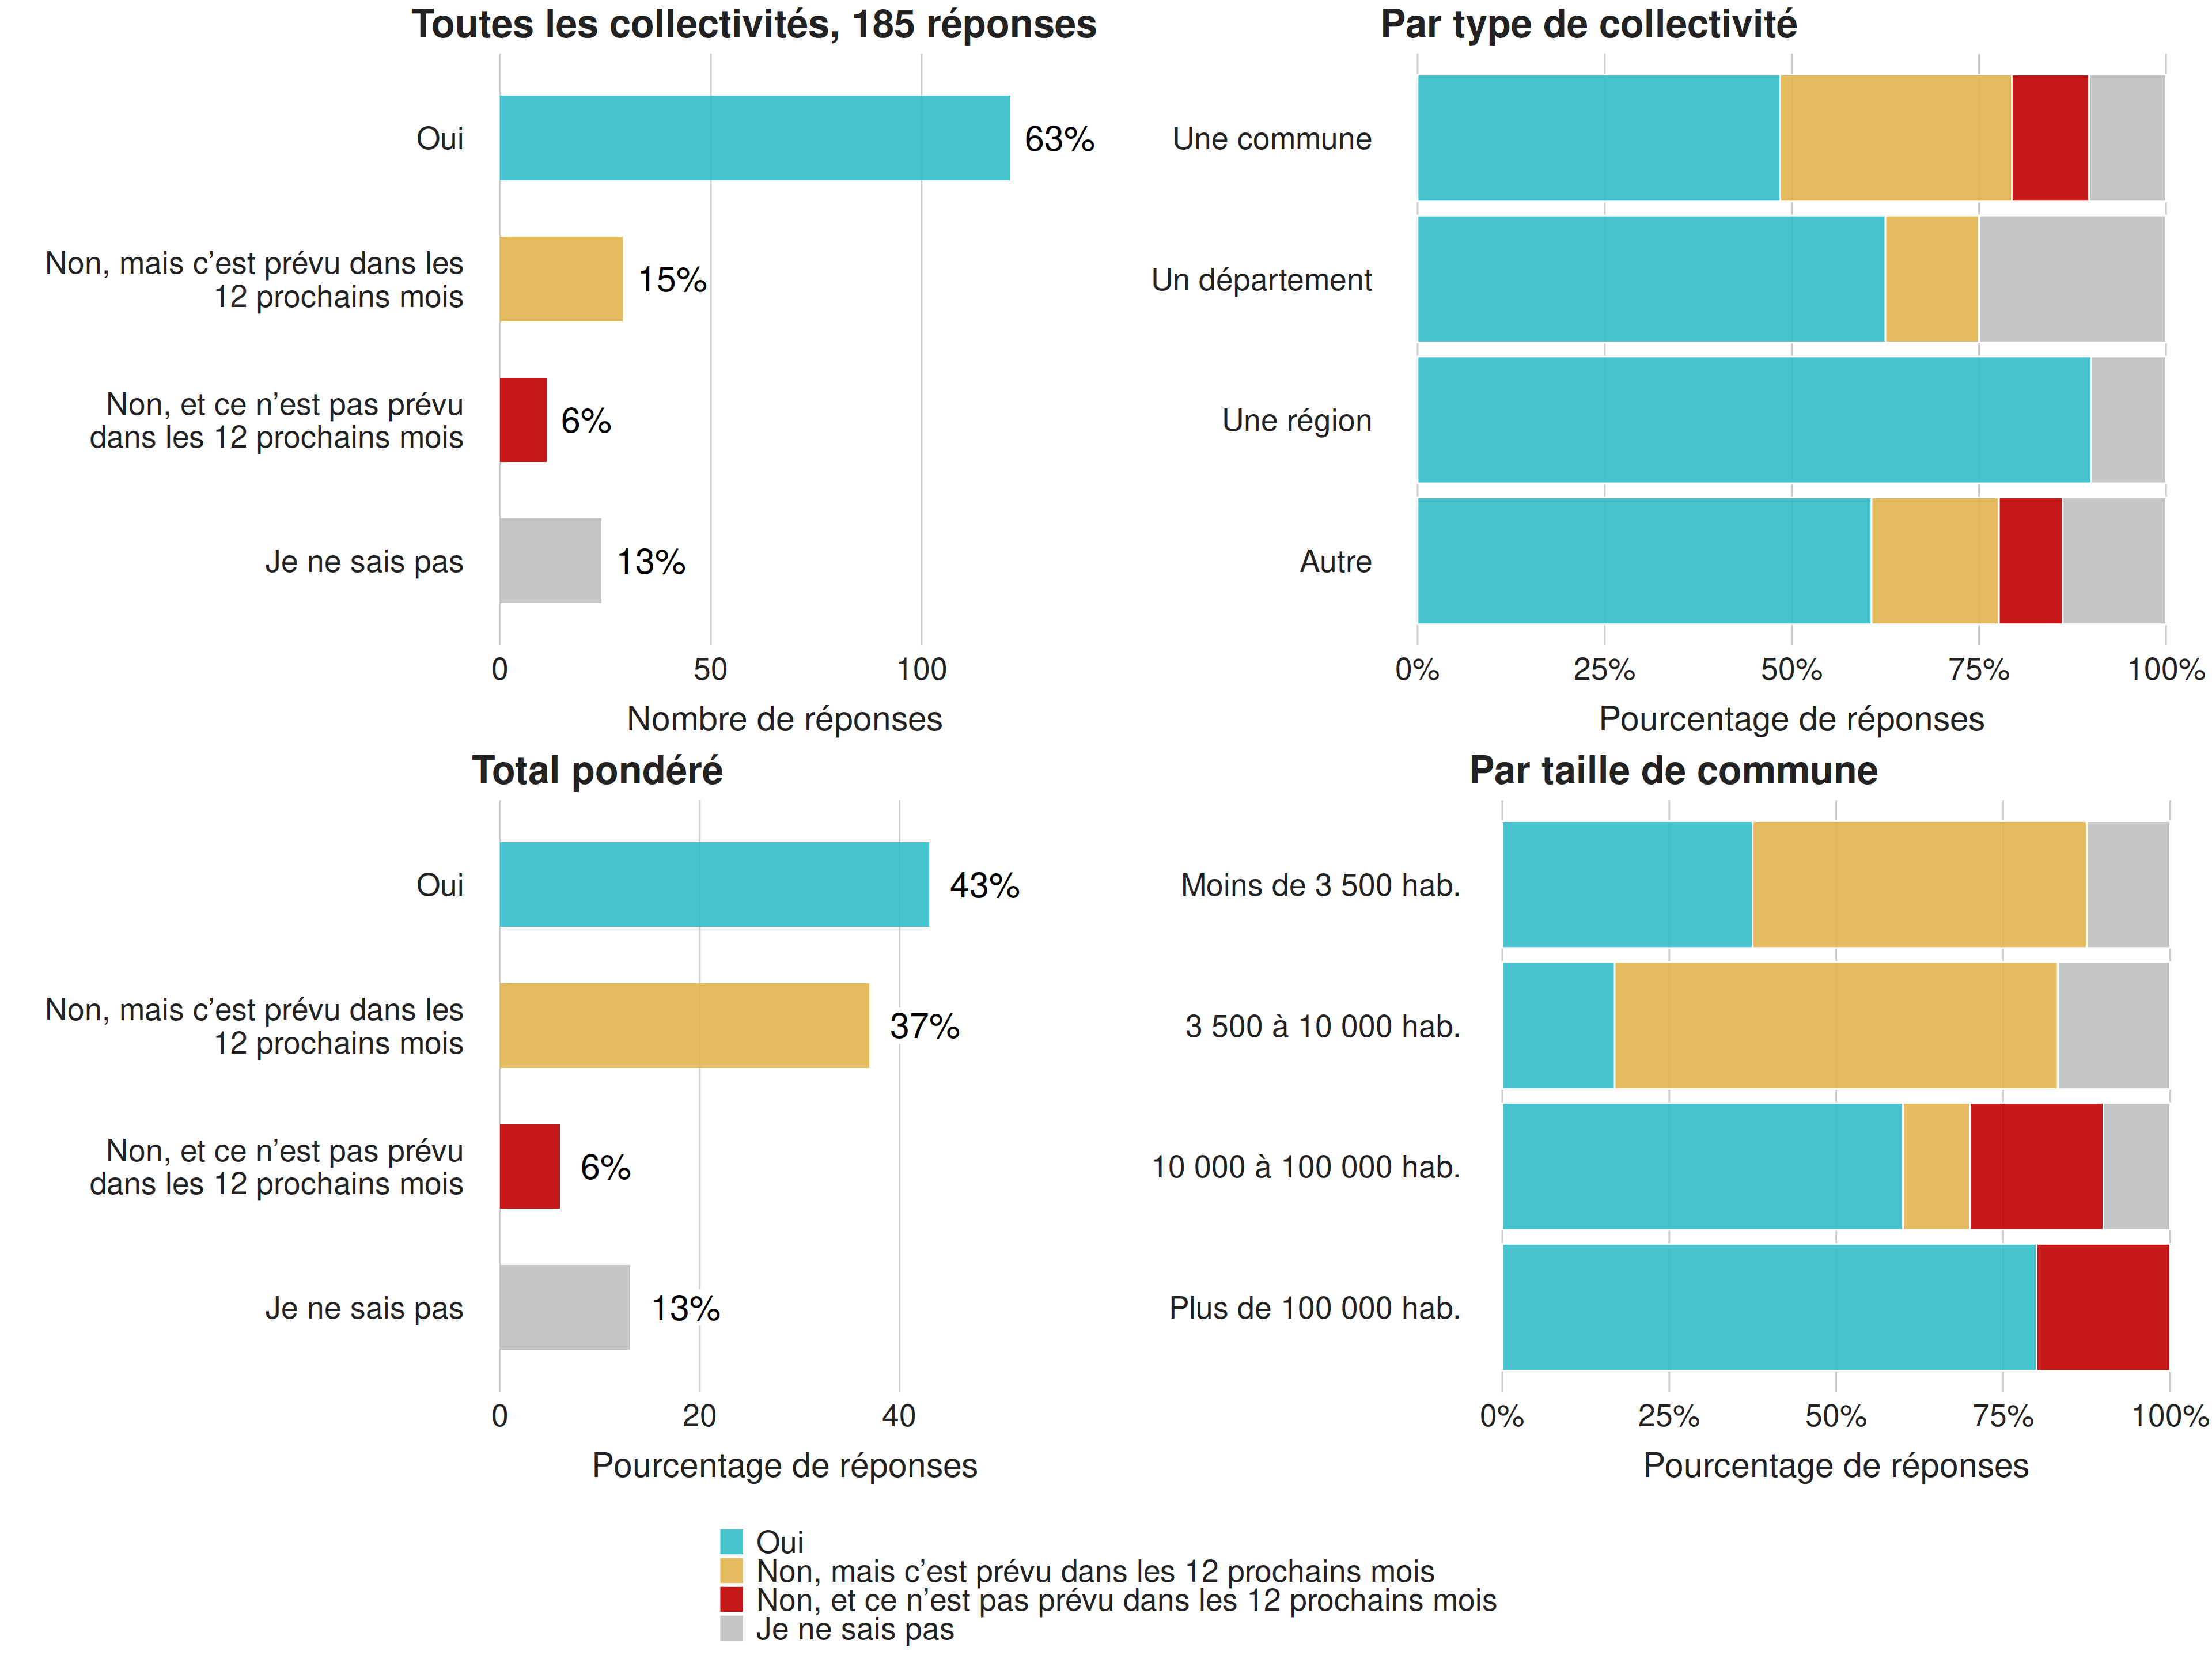 Toutes les collectivités, 185 réponses
Oui
63%
Non, mais c’est prévu dans les
12 prochains mois
15%
Non, et ce n’est pas prévu
dans les 12 prochains mois
6%
Je ne sais pas
13%
0 50 100
Nombre de réponses
Par type de collectivité
Une commune
Un département
Une région
Autre
0% 25% 50% 75% 100%
Pourcentage de réponses
Total pondéré
Oui
43%
Non, mais c’est prévu dans les
12 prochains mois
37%
Non, et ce n’est pas prévu
dans les 12 prochains mois
6%
Je ne sais pas
13%
0 20 40
Pourcentage de réponses
Par taille de commune
Moins de 3 500 hab.
3 500 à 10 000 hab.
10 000 à 100 000 hab.
Plus de 100 000 hab.
0% 25% 50% 75% 100%
Pourcentage de réponses
Oui
Non, mais c’est prévu dans les 12 prochains mois
Non, et ce n’est pas prévu dans les 12 prochains mois
Je ne sais pas